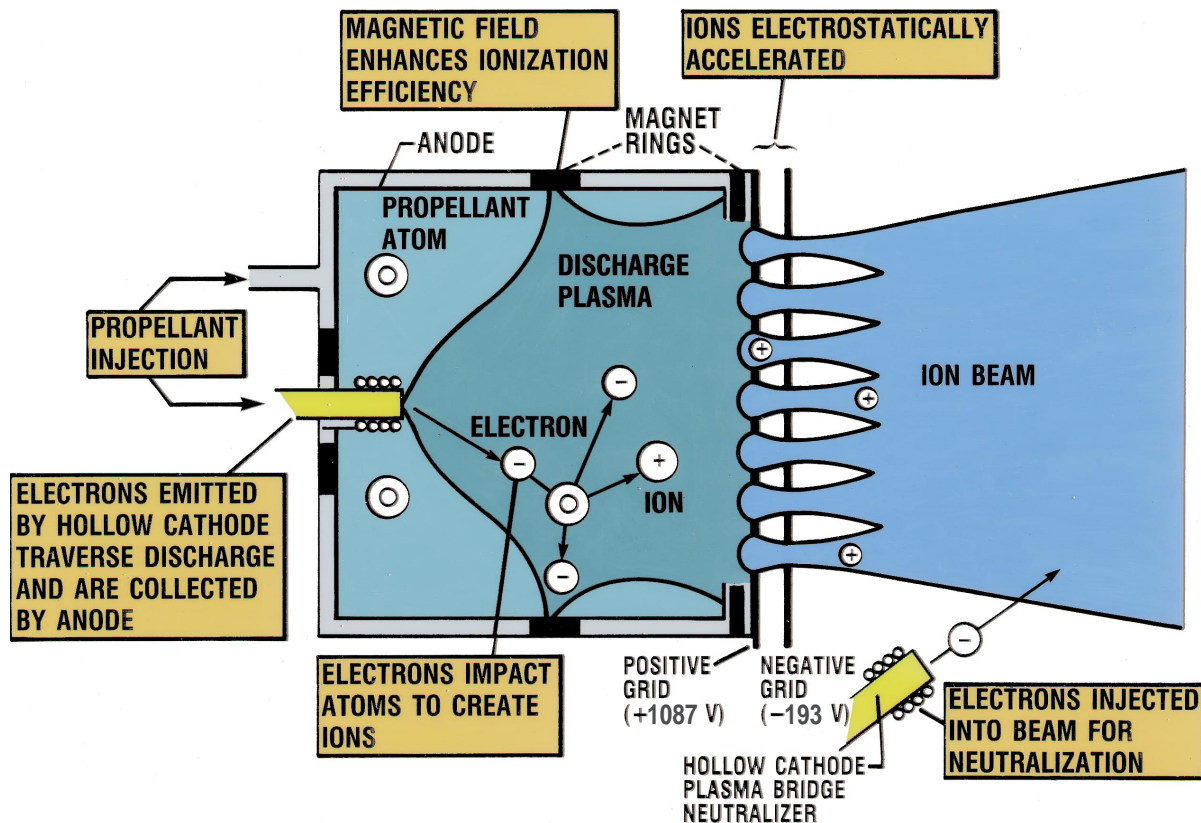 MAGNETIC FIELD
ENHANCES IONIZATION
EFFICIENCY
IONS ELECTROSTATICALLY
ACCELERATED
MAGNET
RINGS
ANODE
PROPELLANT
ATOM
DISCHARGE
PLASMA
PROPELLANT
INJECTION
ION BEAM
ELECTRON
ION
ELECTRONS EMITTED
BY HOLLOW CATHODE
TRAVERSE DISCHARGE
AND ARE COLLECTED
BY ANODE
ELECTRONS IMPACT
ATOMS TO CREATE
IONS
POSITIVE
GRID
(+1087 V)
NEGATIVE
GRID
(−193 V)
ELECTRONS INJECTED
INTO BEAM FOR
NEUTRALIZATION
HOLLOW CATHODE
PLASMA BRIDGE
NEUTRALIZER